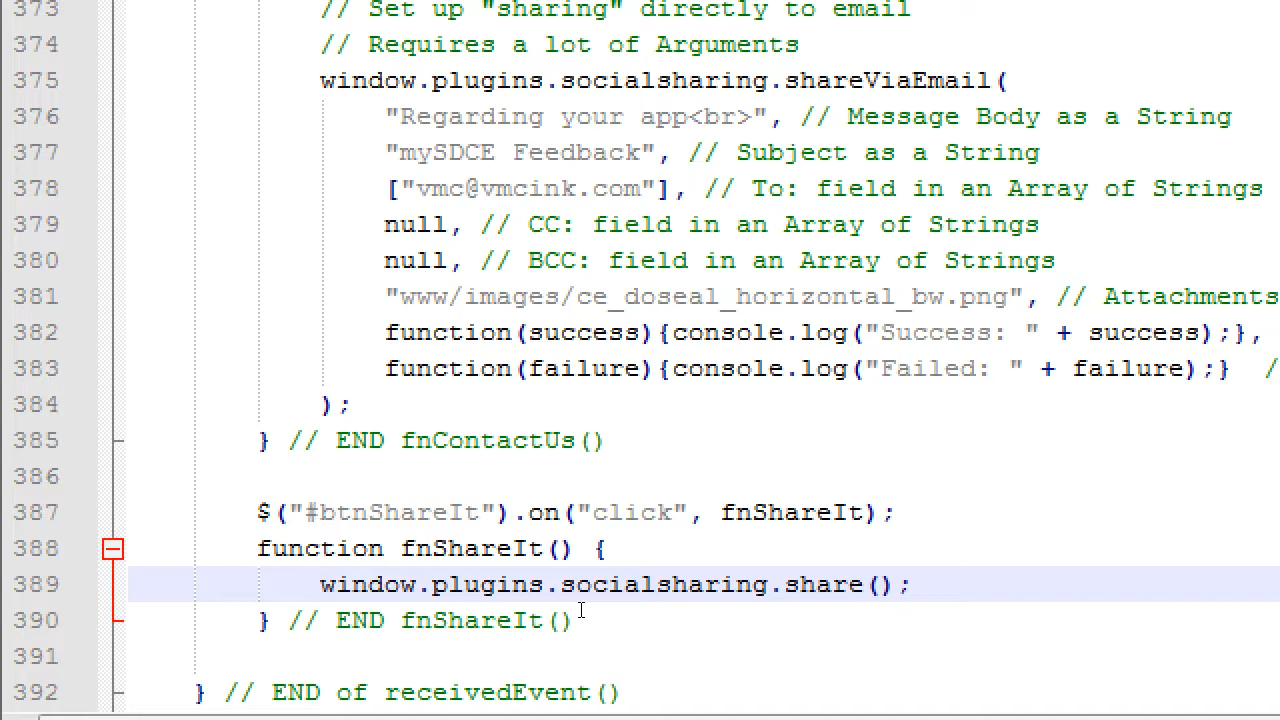 373 // Set up "sharing" directly to email
374 // Requires a lot of Arguments
375 window.plugins.socialsharing.shareViaEmail(
376 "Regarding your app<br>", // Message Body as a String
377 "mySDCE Feedback", // Subject as a String
378 ["vmc@vmcink.com"], // To: field in an Array of Strings
379 null, // CC: field in an Array of Strings
380 null, // BCC: field in an Array of Strings
381 "www/images/ce_doseal_horizontal_bw.png", // Attachments
382 function(success){console.log("Success: " + success);},
383 function(failure){console.log("Failed: " + failure);} //
384 );
385 } // END fnContactUs()
386
387 $("#btnShareIt").on("click", fnShareIt);
388 function fnShareIt() {
389 window.plugins.socialsharing.share();
390 } // END fnShareIt()
391
392 } // END of receivedEvent()